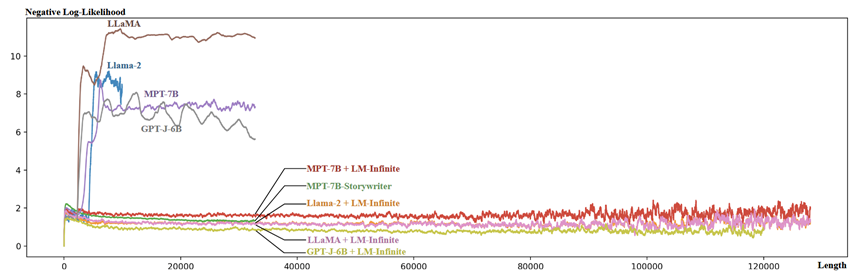 Negative Log-Likelihood
LLaMA
10
Llama-2
8
MPT-7B
GPT-J-6B
6
4
MPT-7B + LM-Infinite
MPT-7B-Storywriter
Llama-2 + LM-Infinite
2
LLaMA + LM-Infinite
GPT-J-6B + LM-Infinite
0
0 20000 40000 60000 80000 100000 120000 Length